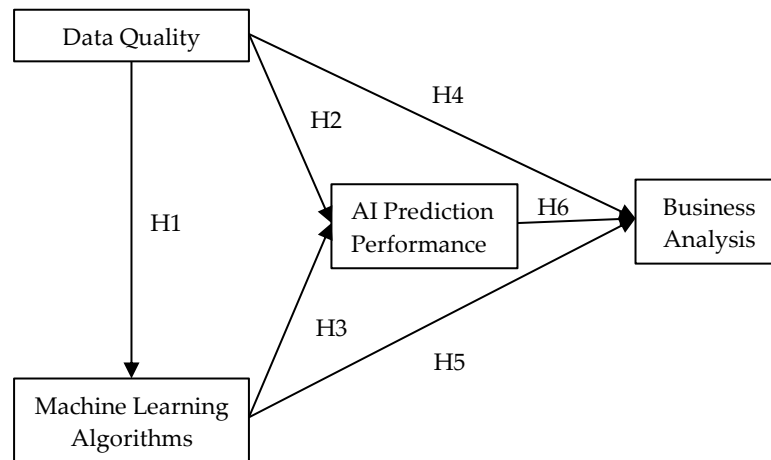 Data Quality
H4
H2
AI Prediction
Performance
H6
Business
Analysis
H1
H3
H5
Machine Learning
Algorithms